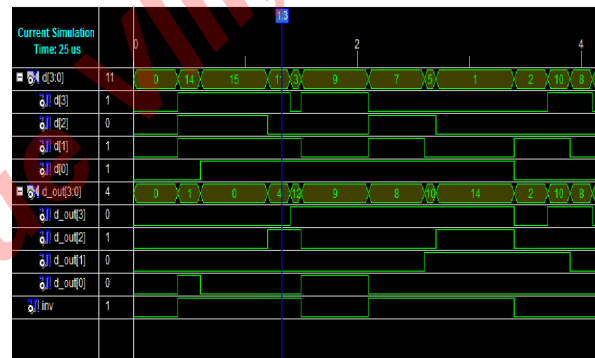 Current Simulation
Time: 25 us
1.3
0 2 4
d[3:0] 11 0 14 15 11 3 9 7 5 1 2 10 8
d[3] 1
d[2] 0
d[1] 1
d[0] 1
d_out[3:0] 4 0 1 0 4 12 9 8 10 14 2 10 8
d_out[3] 0
d_out[2] 1
d_out[1] 0
d_out[0] 0
inv 1